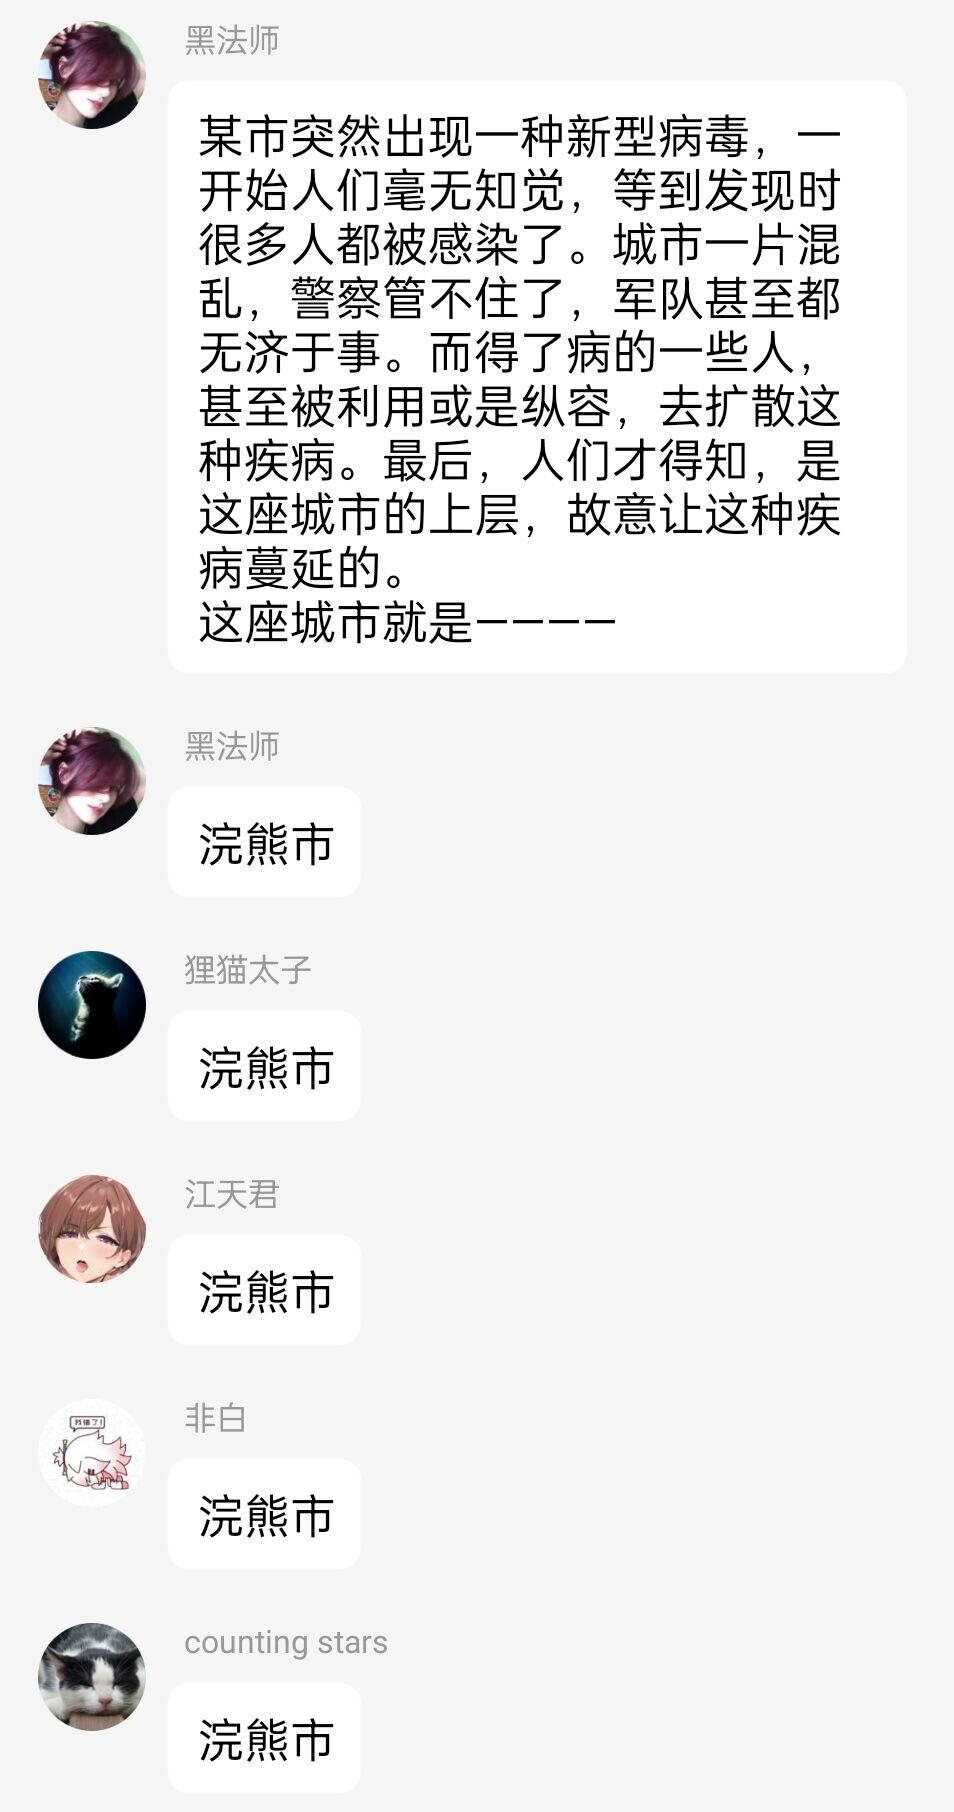 黑法师
某市突然出现一种新型病毒，一
开始人们毫无知觉，等到发现时
很多人都被感染了。城市一片混
乱，警察管不住了，军队甚至都
无济于事。而得了病的一些人，
甚至被利用或是纵容，去扩散这
种疾病。最后，人们才得知，是
这座城市的上层，故意让这种疾
病蔓延的。
这座城市就是————
黑法师
浣熊市
狸猫太子
浣熊市
江天君
浣熊市
非白
我错了!
浣熊市
counting stars
浣熊市